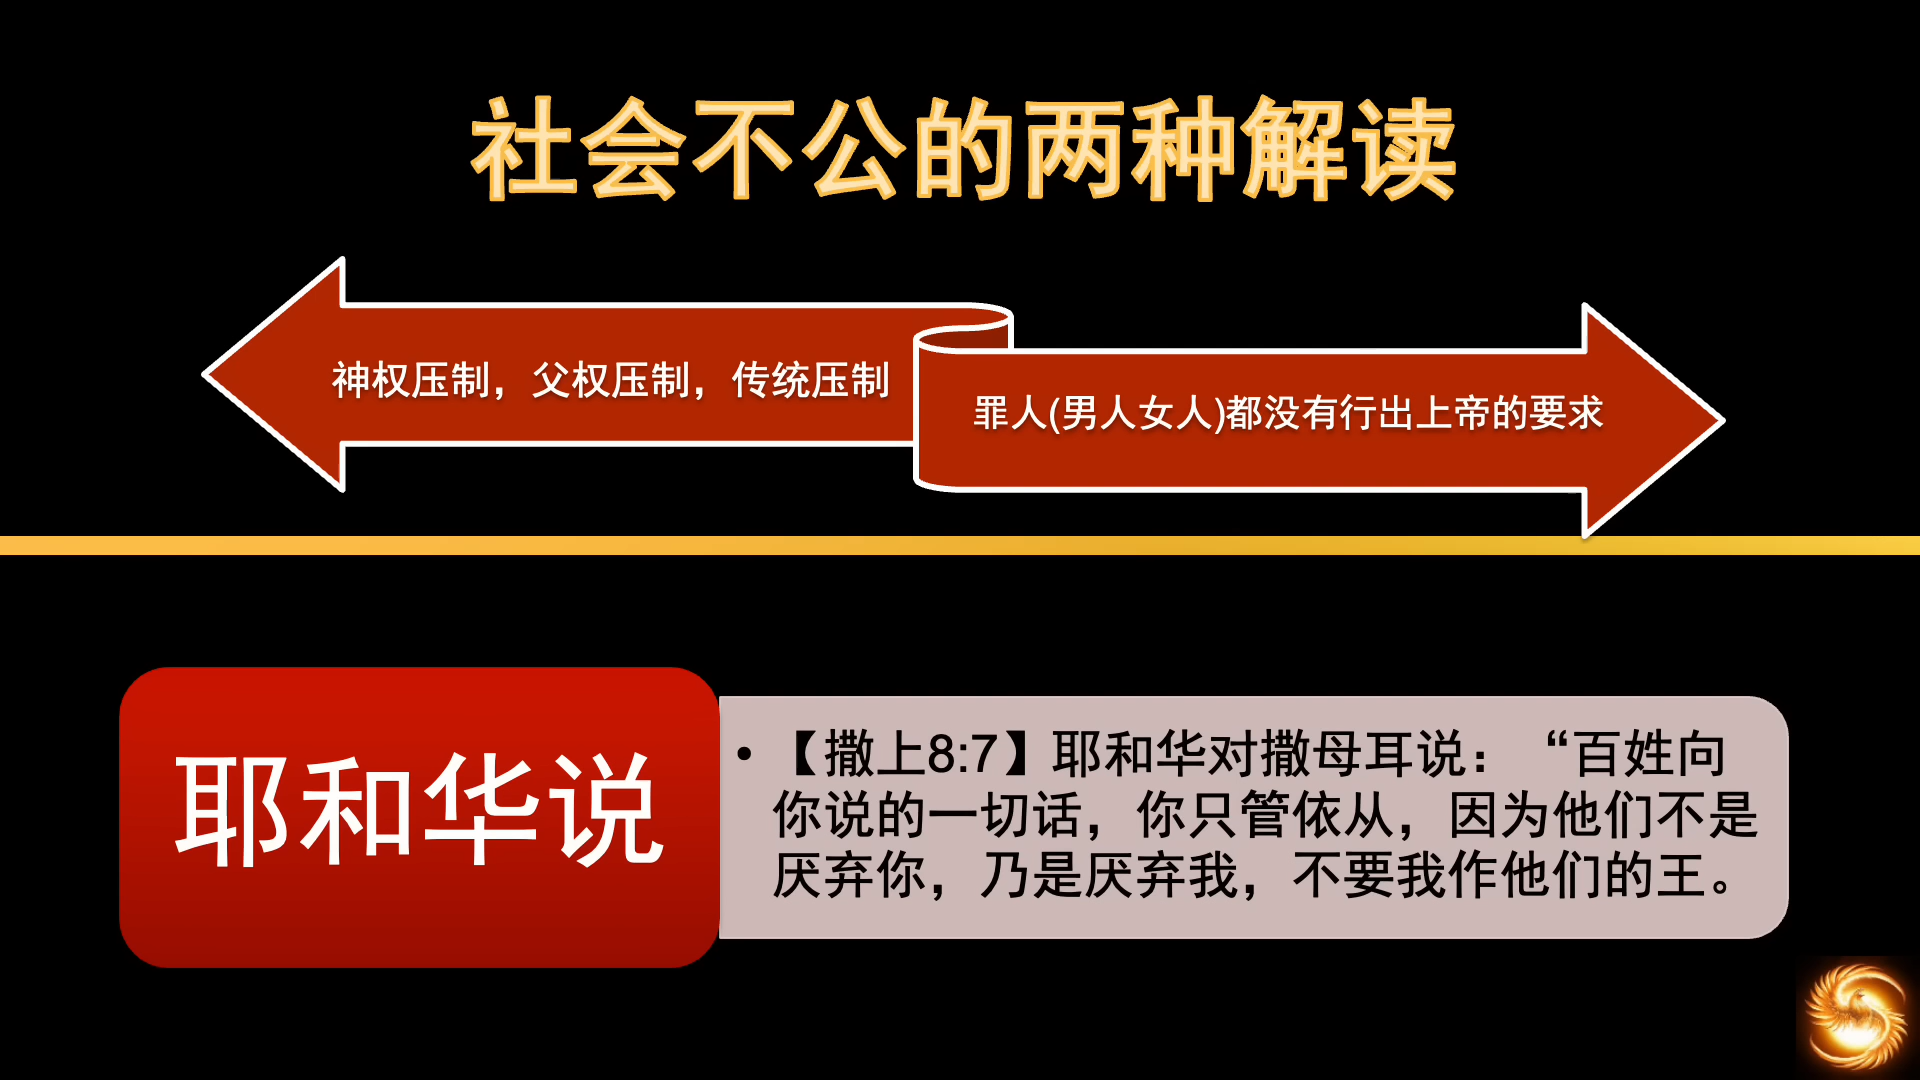 社会不公的两种解读
神权压制，父权压制，传统压制
罪人(男人女人)都没有行出上帝的要求
耶和华说
• 【撒上8:7】耶和华对撒母耳说：“百姓向
你说的一切话，你只管依从，因为他们不是
厌弃你，乃是厌弃我，不要我作他们的王。